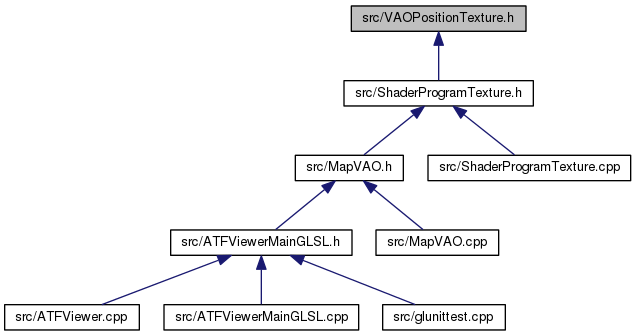 src/VAOPositionTexture.h
src/ShaderProgramTexture.h
src/MapVAO.h
src/ShaderProgramTexture.cpp
src/ATFViewerMainGLSL.h
src/MapVAO.cpp
src/ATFViewer.cpp
src/ATFViewerMainGLSL.cpp
src/glunittest.cpp